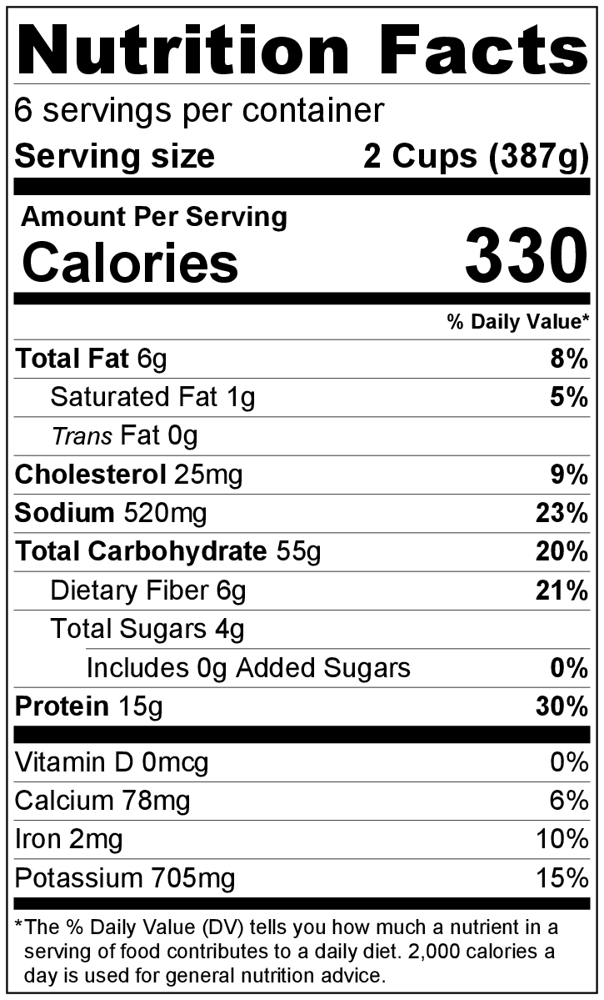 Nutrition Facts
6 servings per container
Serving size 2 Cups (387g)
Amount Per Serving
Calories 330
% Daily Value*
Total Fat 6g 8%
Saturated Fat 1g 5%
Trans Fat 0g
Cholesterol 25mg 9%
Sodium 520mg 23%
Total Carbohydrate 55g 20%
Dietary Fiber 6g 21%
Total Sugars 4g
Includes 0g Added Sugars 0%
Protein 15g 30%
Vitamin D 0mcg 0%
Calcium 78mg 6%
Iron 2mg 10%
Potassium 705mg 15%
*The % Daily Value (DV) tells you how much a nutrient in a
serving of food contributes to a daily diet. 2,000 calories a
day is used for general nutrition advice.